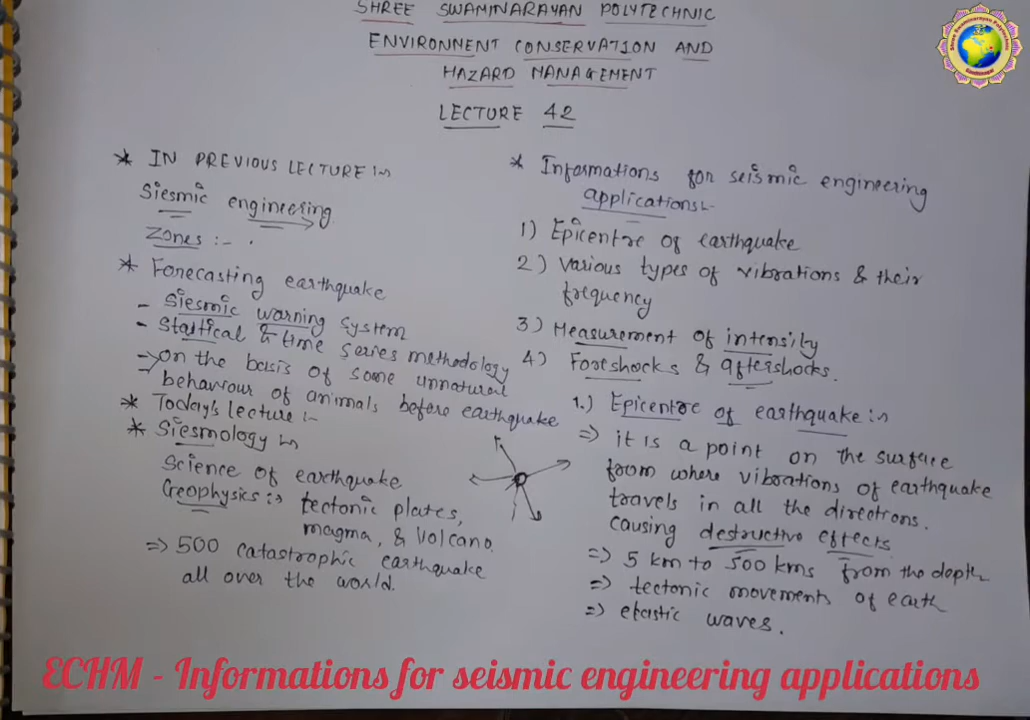 SHREE SWAMINARAYAN POLYTECHNIC
ENVIRONMENT CONSERVATION AND
HAZARD MANAGEMENT
LECTURE 42
* IN PREVIOUS LECTURE :-
Siesmic engineering
Zones :-
* Forecasting earthquake
- Siesmic warning system
- Stastical & time series methodology
=> on the basis of some unnatural
behaviour of animals before earthquake
* Today's lecture :-
* Siesmology :-
Science of earthquake
Geophysics :-> tectonic plates,
magma, & volcano.
=> 500 catastrophic earthquake
all over the world.
* Informations for seismic engineering
applications :-
1) Epicentre of earthquake
2) Various types of vibrations & their
frequency
3) Measurement of intensity
4) Foreshocks & aftershocks.
1.) Epicentre of earthquake :-
=> it is a point on the surface
from where vibrations of earthquake
travels in all the directions.
causing destructive effects
=> 5 km to 500 kms from the depth
=> tectonic movements of earth
=> elastic waves.
ECHM - Informations for seismic engineering applications